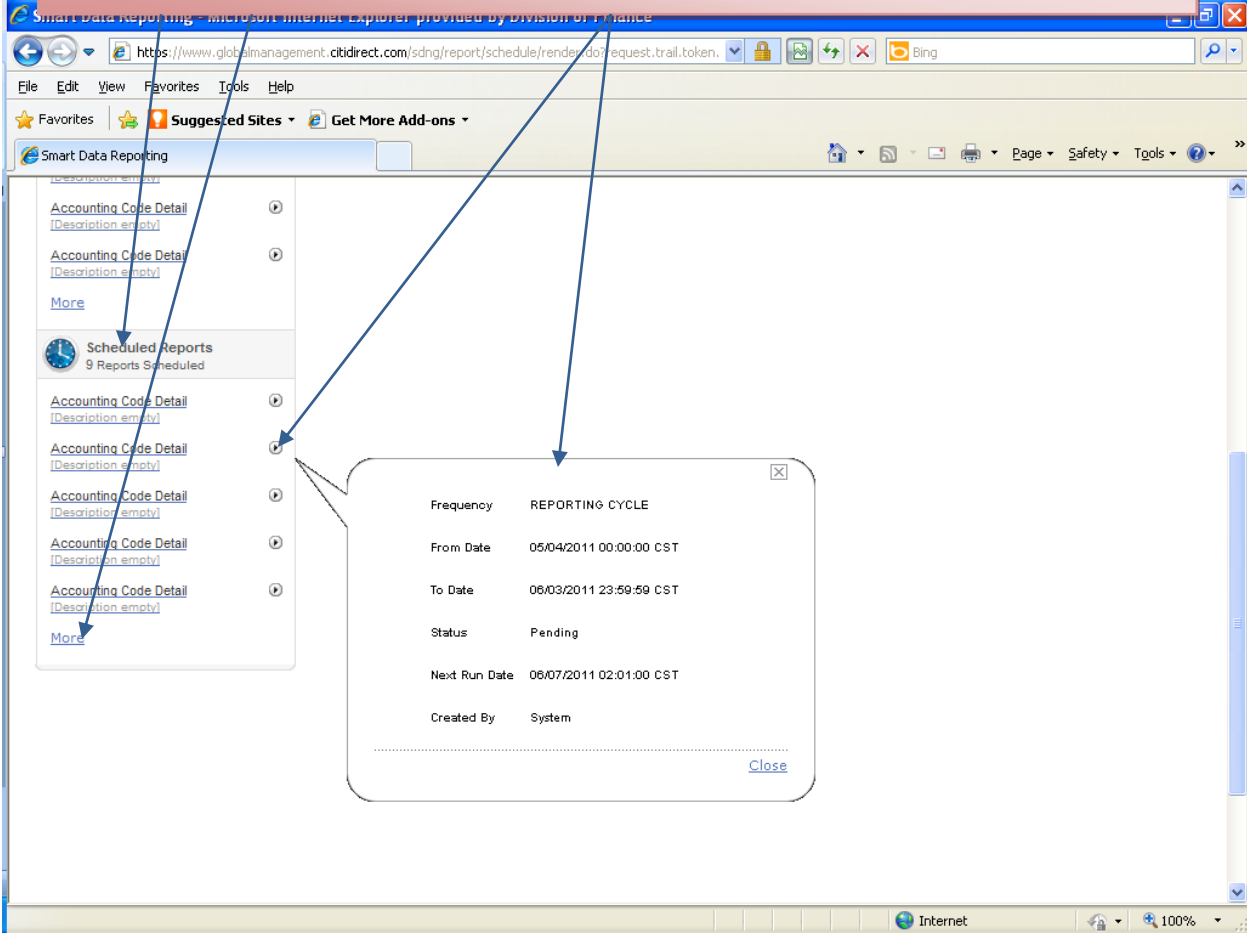 Smart Data Reporting - Microsoft Internet Explorer provided by Division of Finance
https://www.globalmanagement.citidirect.com/sdng/report/schedule/render.do?request.trail.token.
Bing
File Edit View Favorites Tools Help
Favorites Suggested Sites Get More Add-ons
Smart Data Reporting
Page Safety Tools »
[Description empty]
Accounting Code Detail
[Description empty]
Accounting Code Detail
[Description empty]
More
Scheduled Reports
9 Reports Scheduled
Accounting Code Detail
[Description empty]
Accounting Code Detail
[Description empty]
Accounting Code Detail
[Description empty]
Accounting Code Detail
[Description empty]
Accounting Code Detail
[Description empty]
More
Frequency REPORTING CYCLE
From Date 05/04/2011 00:00:00 CST
To Date 06/03/2011 23:59:59 CST
Status Pending
Next Run Date 06/07/2011 02:01:00 CST
Created By System
Close
Internet 100%